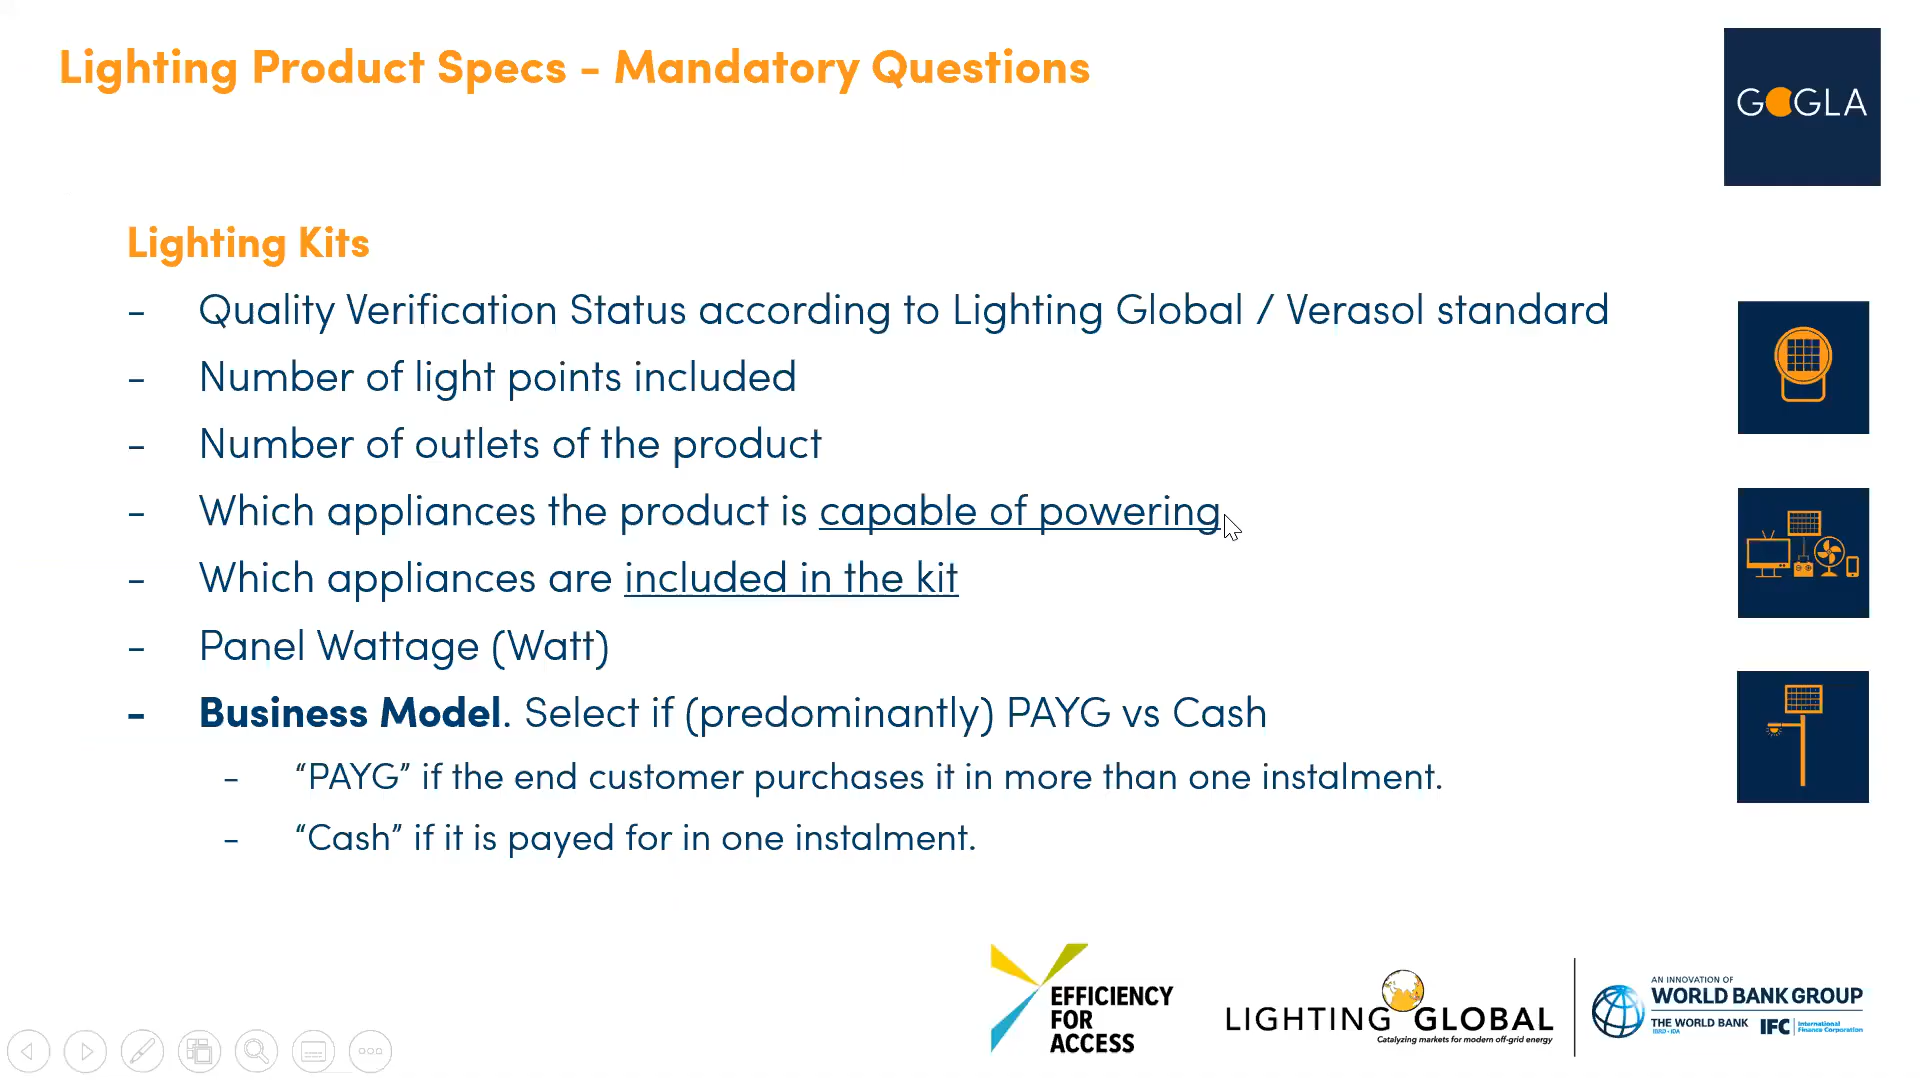 Lighting Product Specs - Mandatory Questions
GOGLA
Lighting Kits
- Quality Verification Status according to Lighting Global / Verasol standard
- Number of light points included
- Number of outlets of the product
- Which appliances the product is capable of powering
- Which appliances are included in the kit
- Panel Wattage (Watt)
- Business Model. Select if (predominantly) PAYG vs Cash
- “PAYG” if the end customer purchases it in more than one instalment.
- “Cash” if it is payed for in one instalment.
EFFICIENCY
FOR
ACCESS
LIGHTING GLOBAL
Catalyzing markets for modern off-grid energy
AN INNOVATION OF
WORLD BANK GROUP
THE WORLD BANK
IBRD • IDA
IFC
International
Finance Corporation